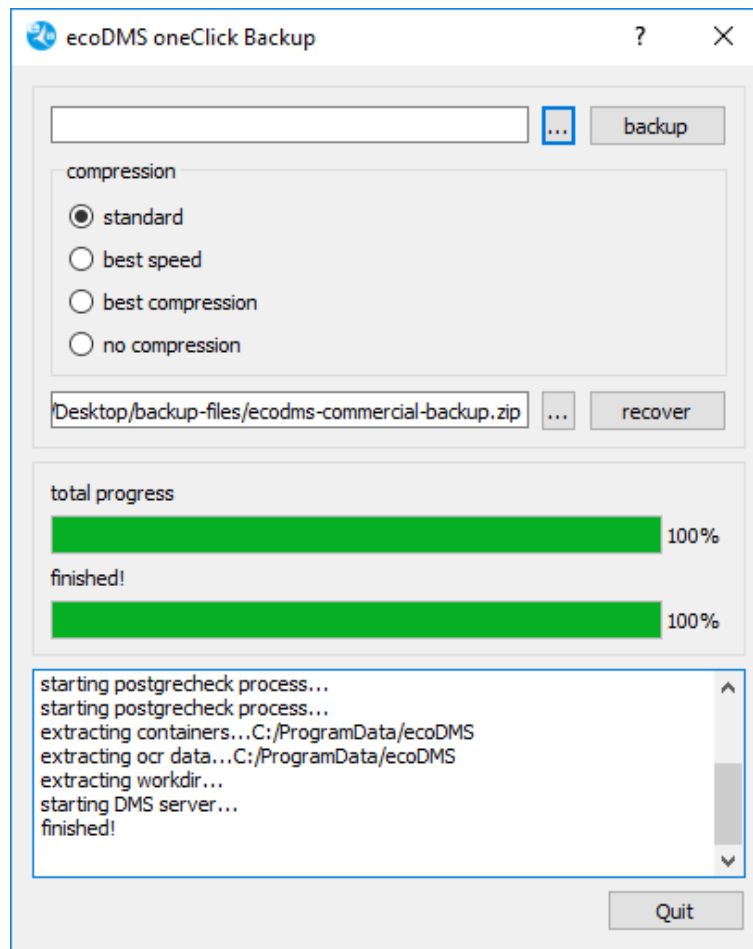 ecoDMS oneClick Backup
?
...
backup
compression
standard
best speed
best compression
no compression
/Desktop/backup-files/ecodms-commercial-backup.zip
...
recover
total progress
100%
finished!
100%
starting postgrecheck process...
starting postgrecheck process...
extracting containers...C:/ProgramData/ecoDMS
extracting ocr data...C:/ProgramData/ecoDMS
extracting workdir...
starting DMS server...
finished!
Quit